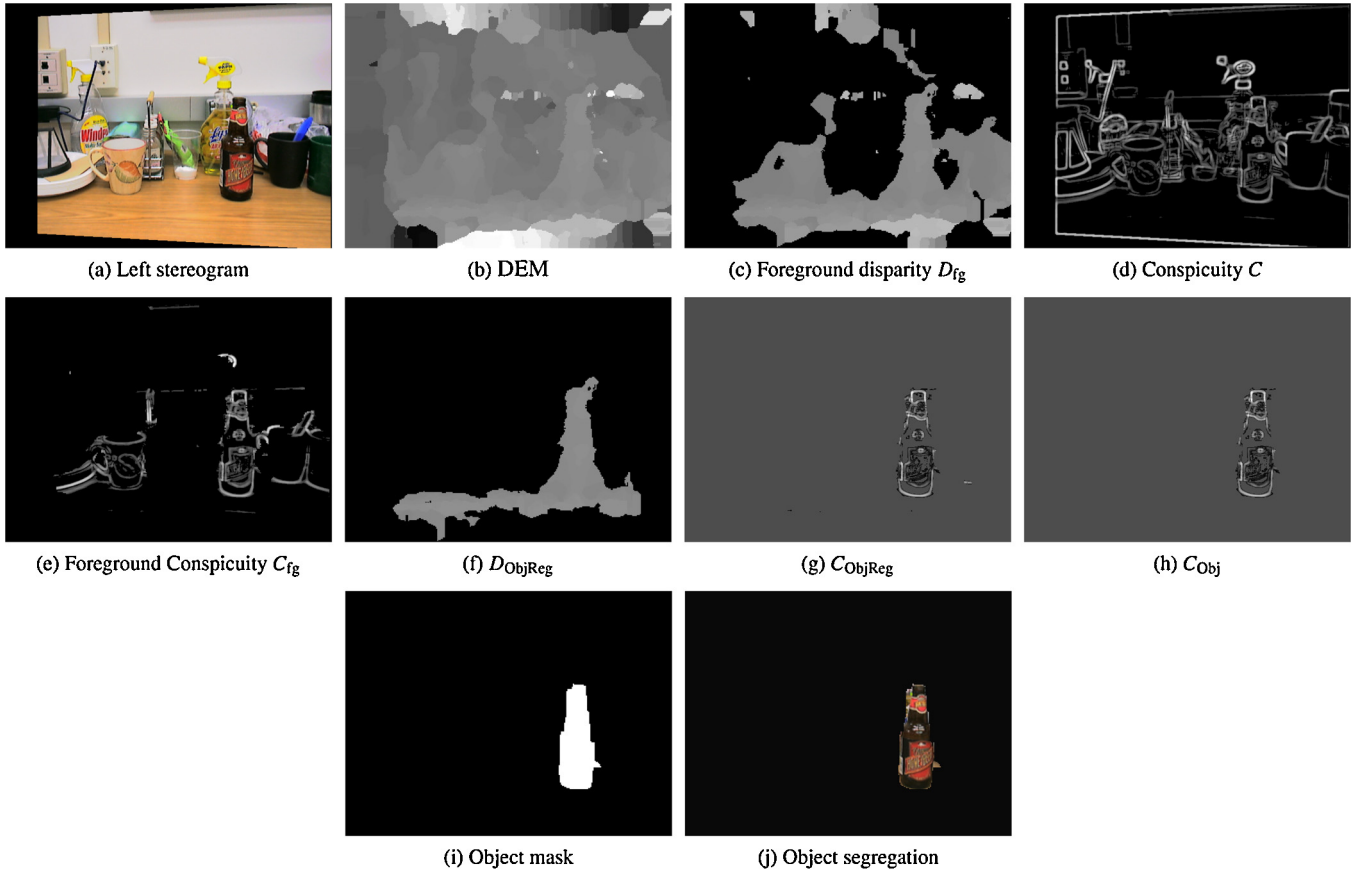 (a) Left stereogram
(b) DEM
(c) Foreground disparity D_fg
(d) Conspicuity C
(e) Foreground Conspicuity C_fg
(f) D_ObjReg
(g) C_ObjReg
(h) C_Obj
(i) Object mask
(j) Object segregation